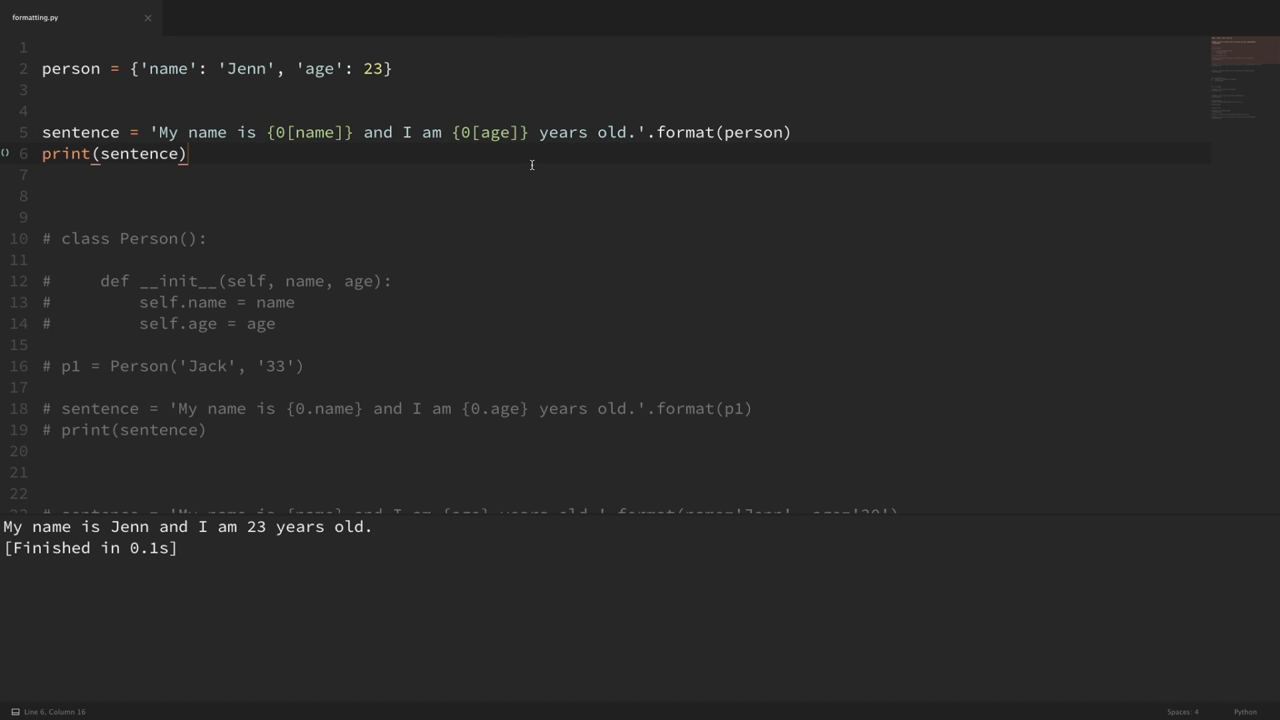 formatting.py
1
2 person = {'name': 'Jenn', 'age': 23}
3
4
5 sentence = 'My name is {0[name]} and I am {0[age]} years old.'.format(person)
6 print(sentence)
7
8
9
10 # class Person():
11
12 #     def __init__(self, name, age):
13 #         self.name = name
14 #         self.age = age
15
16 # p1 = Person('Jack', '33')
17
18 # sentence = 'My name is {0.name} and I am {0.age} years old.'.format(p1)
19 # print(sentence)
20
21
22
My name is Jenn and I am 23 years old.
[Finished in 0.1s]
Line 6, Column 16
Spaces: 4
Python